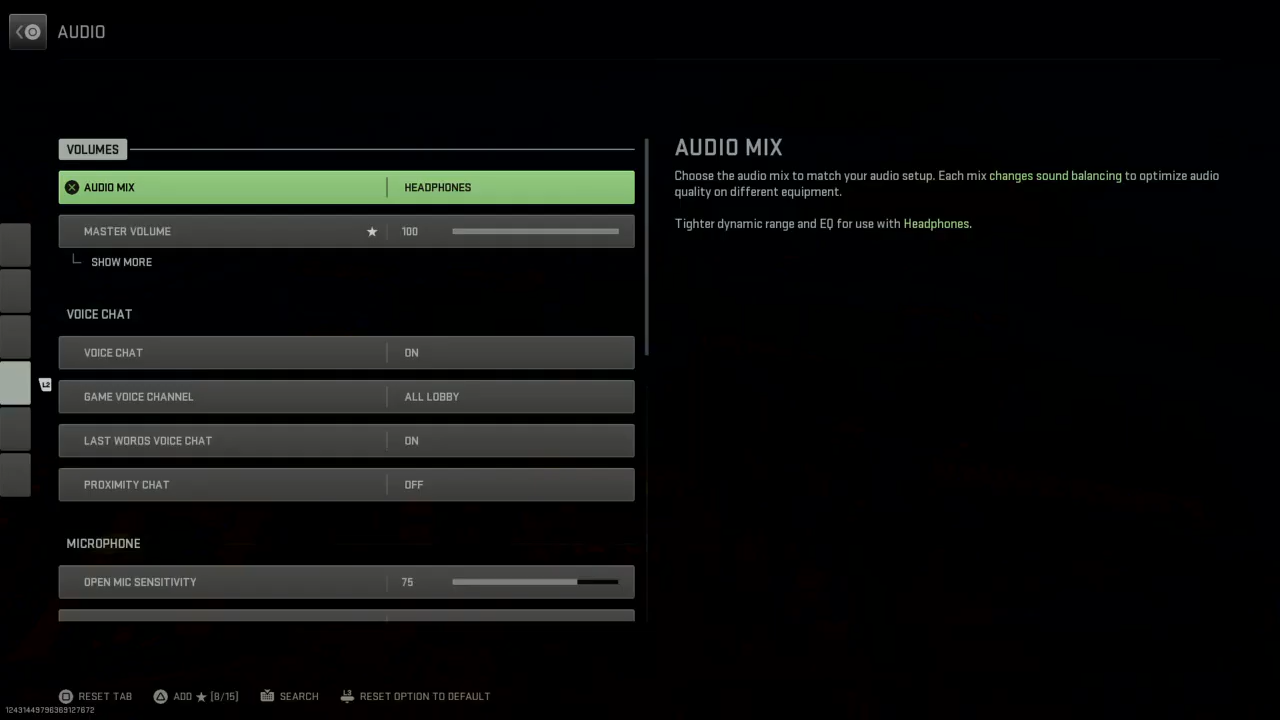 AUDIO
VOLUMES
AUDIO MIX HEADPHONES
MASTER VOLUME ★ 100
SHOW MORE
VOICE CHAT
VOICE CHAT ON
GAME VOICE CHANNEL ALL LOBBY
LAST WORDS VOICE CHAT ON
PROXIMITY CHAT OFF
MICROPHONE
OPEN MIC SENSITIVITY 75
L2
AUDIO MIX
Choose the audio mix to match your audio setup. Each mix changes sound balancing to optimize audio
quality on different equipment.
Tighter dynamic range and EQ for use with Headphones.
RESET TAB ADD ★ [8/15] SEARCH L3 RESET OPTION TO DEFAULT
12431449796369127672